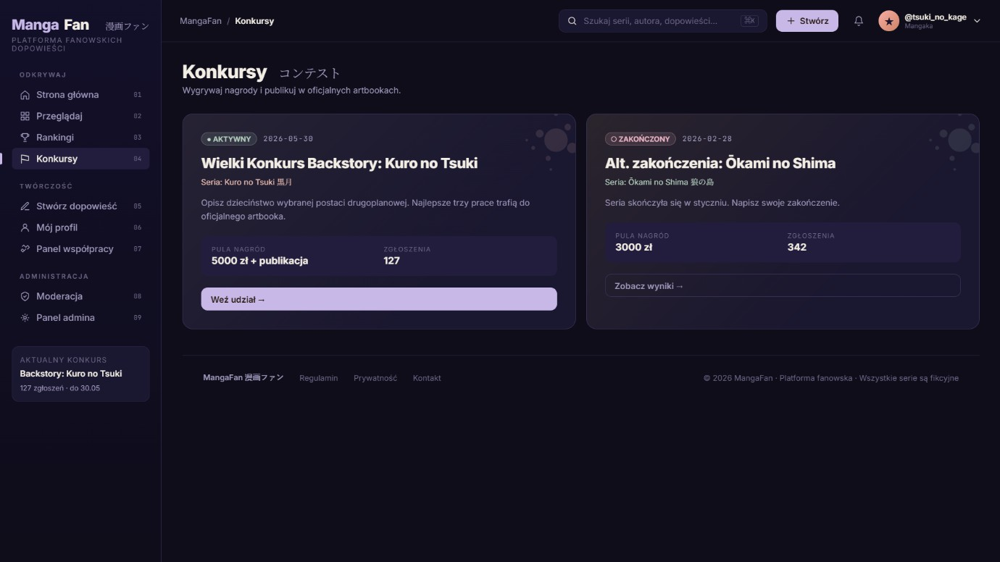 Manga Fan 漫画ファン
PLATFORMA FANOWSKICH
DOPOWIEŚCI
ODKRYWAJ
Strona główna 01
Przeglądaj 02
Rankingi 03
Konkursy 04
TWÓRCZOŚĆ
Stwórz dopowieść 05
Mój profil 06
Panel współpracy 07
ADMINISTRACJA
Moderacja 08
Panel admina 09
AKTUALNY KONKURS
Backstory: Kuro no Tsuki
127 zgłoszeń · do 30.05
MangaFan / Konkursy
Szukaj serii, autora, dopowieści... ⌘K
+ Stwórz
@tsuki_no_kage
Mangaka
Konkursy コンテスト
Wygrywaj nagrody i publikuj w oficjalnych artbookach.
● AKTYWNY 2026-05-30
Wielki Konkurs Backstory: Kuro no Tsuki
Seria: Kuro no Tsuki 黒月
Opisz dzieciństwo wybranej postaci drugoplanowej. Najlepsze trzy prace trafią do
oficjalnego artbooka.
PULA NAGRÓD ZGŁOSZENIA
5000 zł + publikacja 127
Weź udział →
○ ZAKOŃCZONY 2026-02-28
Alt. zakończenia: Ōkami no Shima
Seria: Ōkami no Shima 狼の島
Seria skończyła się w styczniu. Napisz swoje zakończenie.
PULA NAGRÓD ZGŁOSZENIA
3000 zł 342
Zobacz wyniki →
MangaFan 漫画ファン Regulamin Prywatność Kontakt
© 2026 MangaFan · Platforma fanowska · Wszystkie serie są fikcyjne